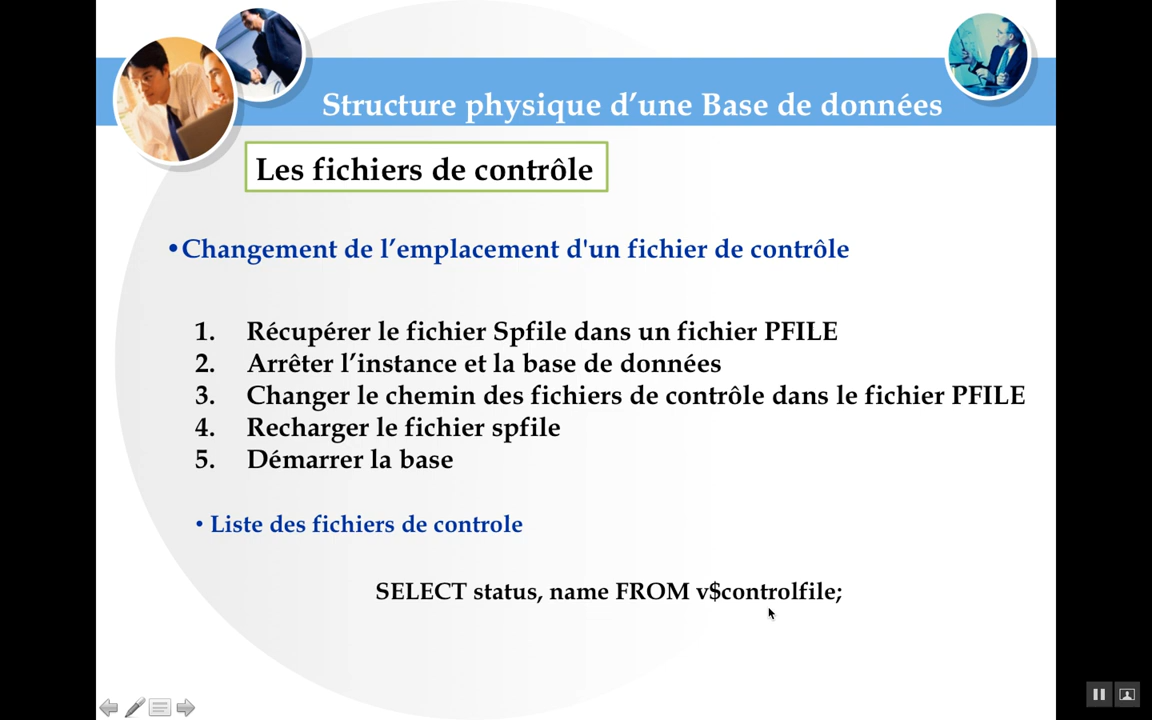 Structure physique d’une Base de données
Les fichiers de contrôle
•Changement de l’emplacement d'un fichier de contrôle
1. Récupérer le fichier Spfile dans un fichier PFILE
2. Arrêter l’instance et la base de données
3. Changer le chemin des fichiers de contrôle dans le fichier PFILE
4. Recharger le fichier spfile
5. Démarrer la base
• Liste des fichiers de controle
SELECT status, name FROM v$controlfile;